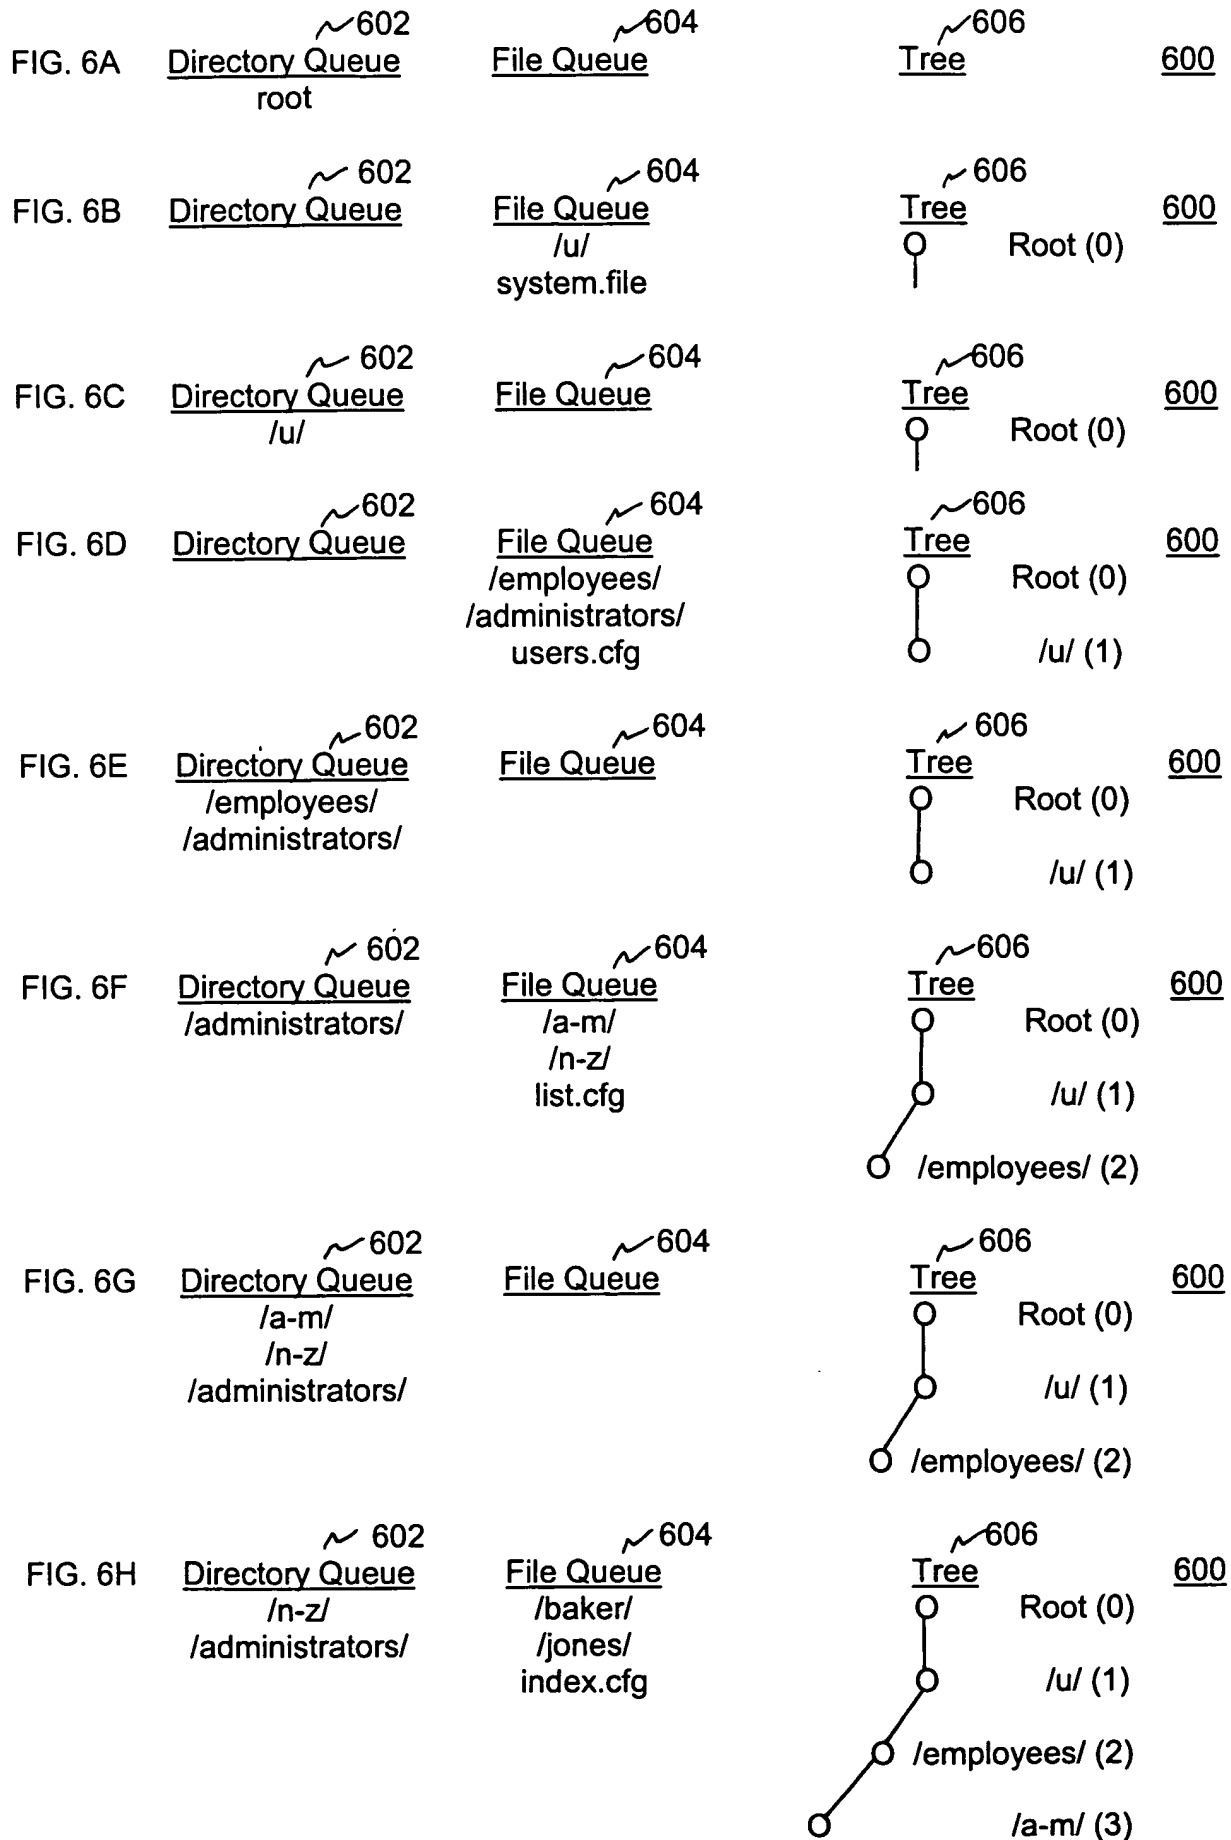 602 604 606
FIG. 6A Directory Queue File Queue Tree 600
root
602 604 606
FIG. 6B Directory Queue File Queue Tree 600
/u/ Root (0)
system.file
602 604 606
FIG. 6C Directory Queue File Queue Tree 600
/u/ Root (0)
602 604 606
FIG. 6D Directory Queue File Queue Tree 600
/employees/ Root (0)
/administrators/
users.cfg /u/ (1)
602 604 606
FIG. 6E Directory Queue File Queue Tree 600
/employees/ Root (0)
/administrators/
/u/ (1)
602 604 606
FIG. 6F Directory Queue File Queue Tree 600
/administrators/ /a-m/ Root (0)
/n-z/
list.cfg /u/ (1)
/employees/ (2)
602 604 606
FIG. 6G Directory Queue File Queue Tree 600
/a-m/ Root (0)
/n-z/
/administrators/ /u/ (1)
/employees/ (2)
602 604 606
FIG. 6H Directory Queue File Queue Tree 600
/n-z/ /baker/ Root (0)
/administrators/ /jones/
index.cfg /u/ (1)
/employees/ (2)
/a-m/ (3)